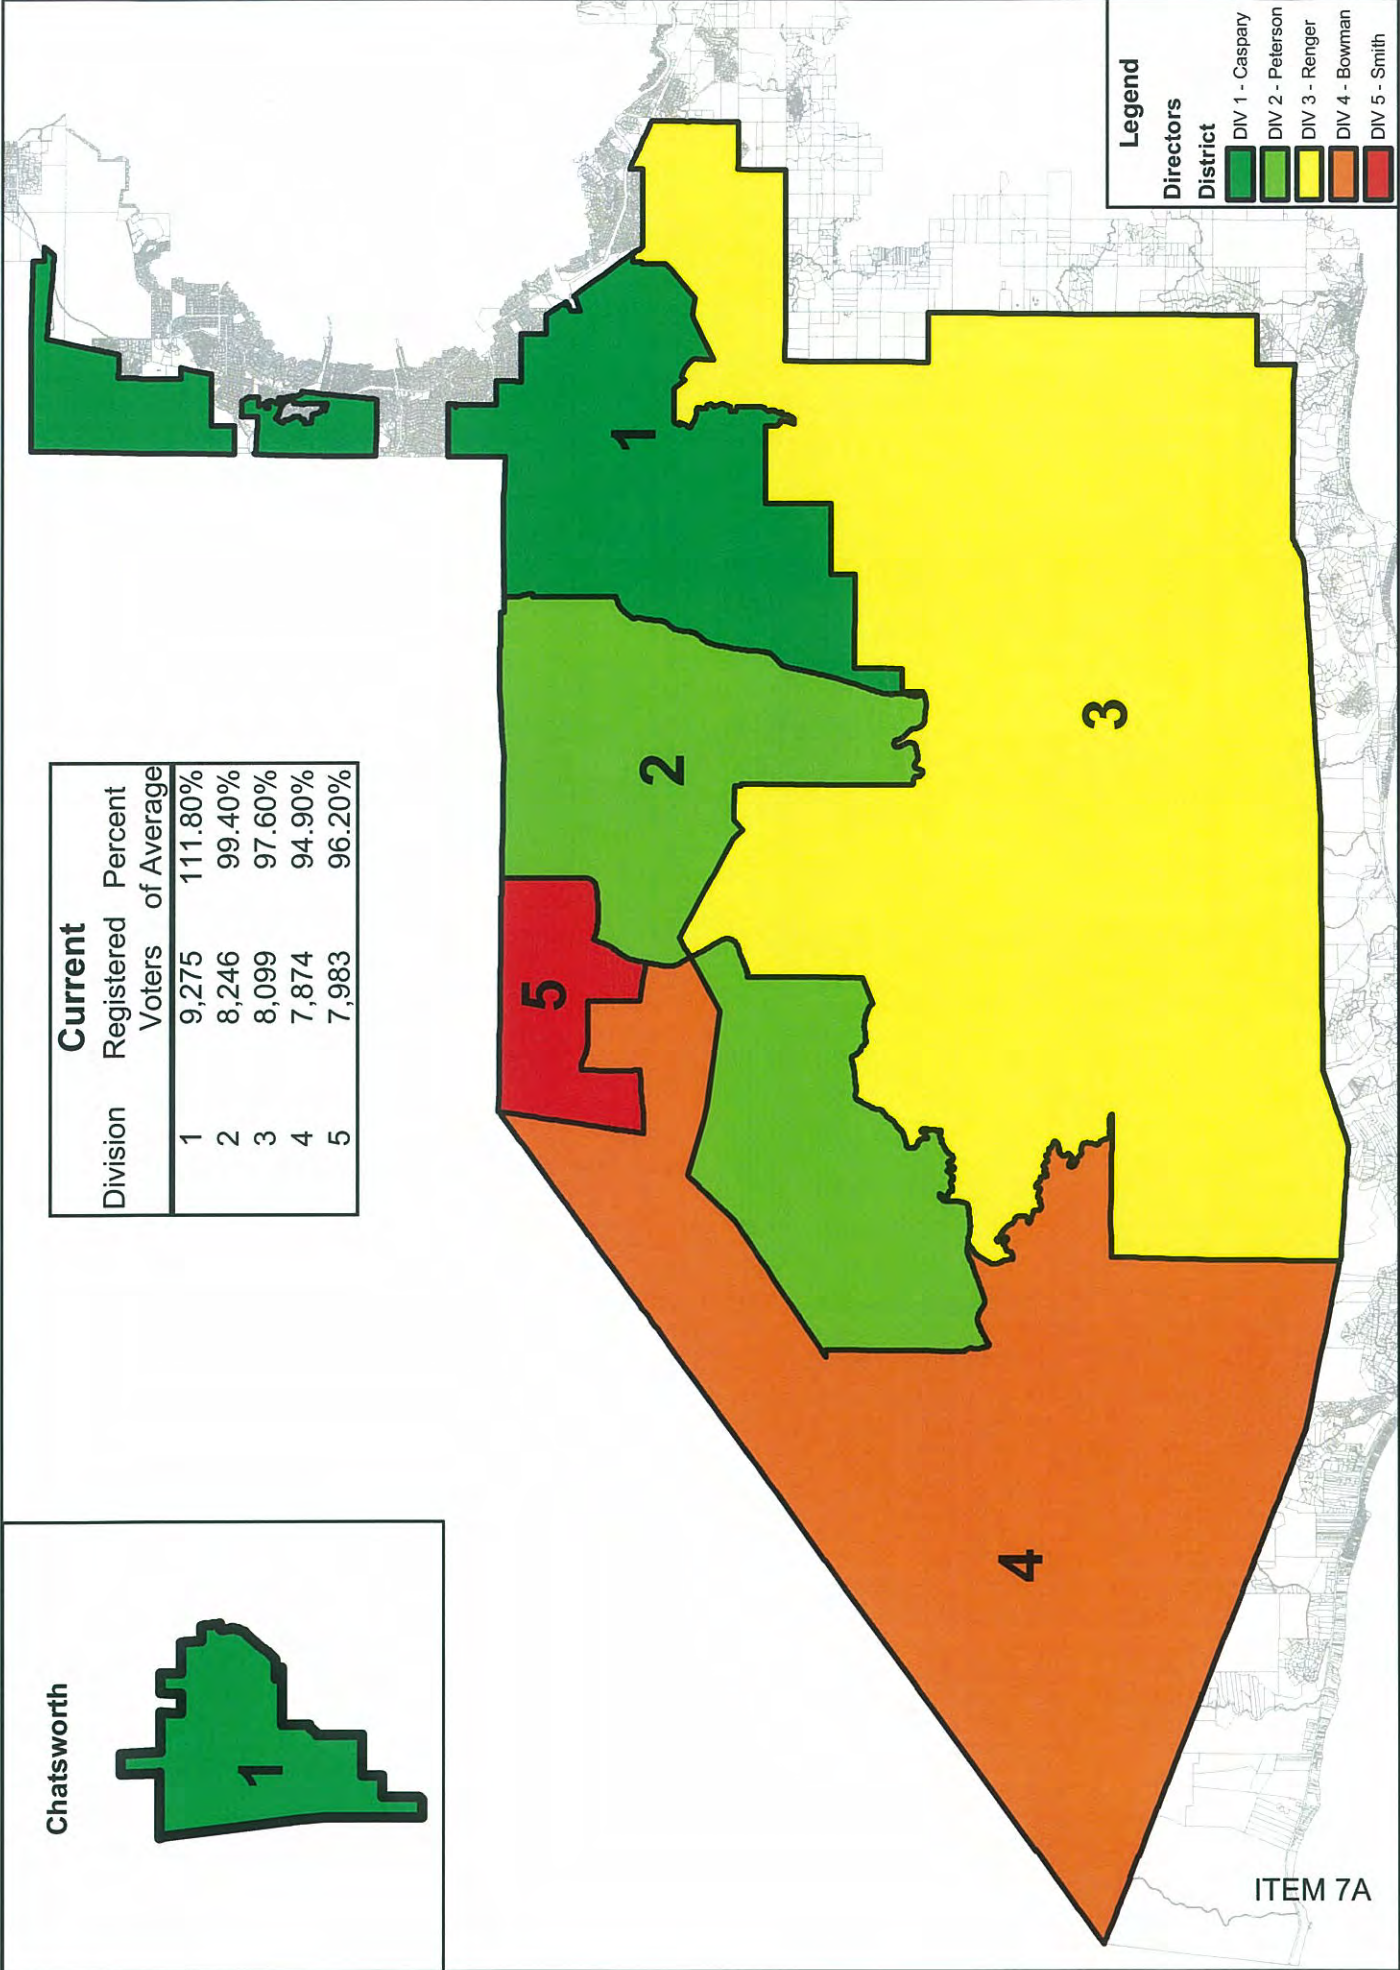 Chatsworth
1
Current
Division Registered Voters Percent of Average
1 9,275 111.80%
2 8,246 99.40%
3 8,099 97.60%
4 7,874 94.90%
5 7,983 96.20%
5
2
1
4
3
Legend
Directors
District
DIV 1 - Caspary
DIV 2 - Peterson
DIV 3 - Renger
DIV 4 - Bowman
DIV 5 - Smith
ITEM 7A